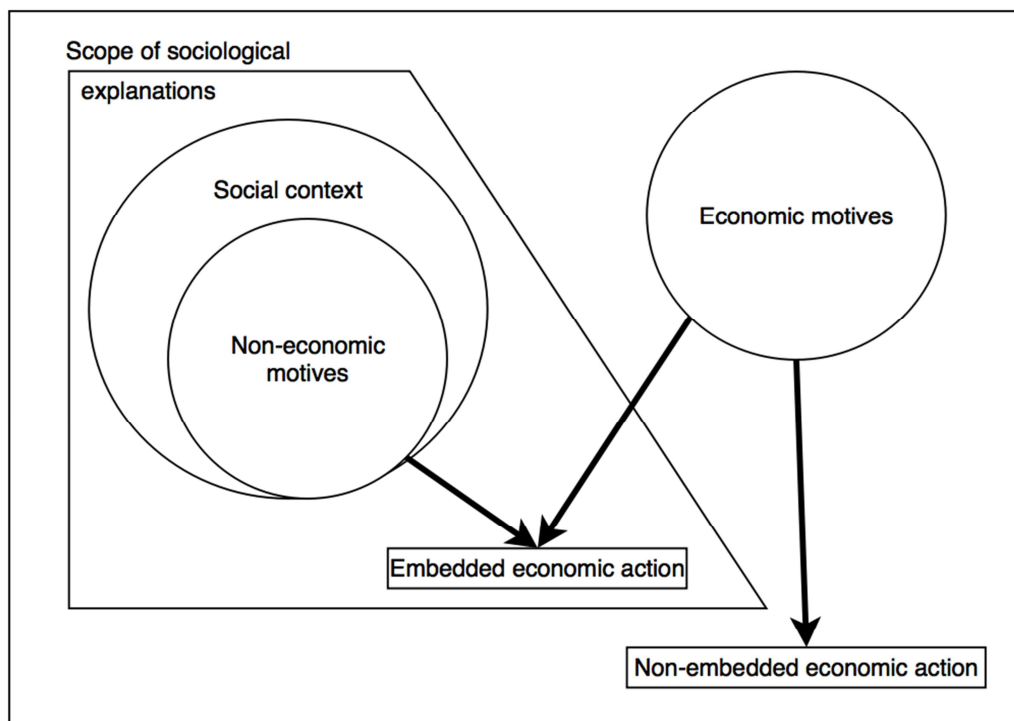 Scope of sociological
explanations
Social context
Economic motives
Non-economic
motives
Embedded economic action
Non-embedded economic action